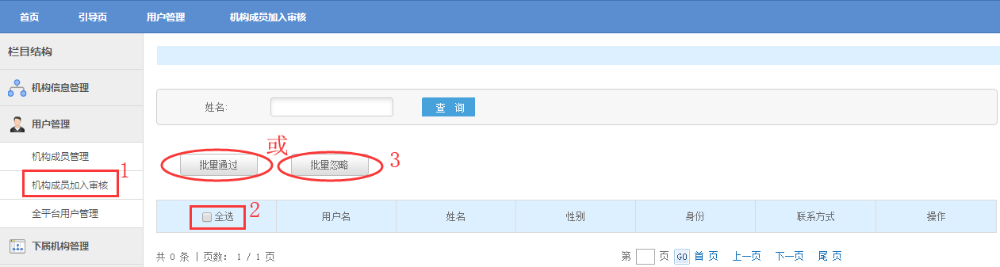 首页 引导页 用户管理 机构成员加入审核
栏目结构
机构信息管理
用户管理
机构成员管理
机构成员加入审核 1
全平台用户管理
下属机构管理
姓名: 查 询
批量通过 或 批量忽略 3
全选 2 用户名 姓名 性别 身份 联系方式 操作
共 0 条 | 页数: 1 / 1 页 第 页 GO 首 页 上一页 下一页 尾 页